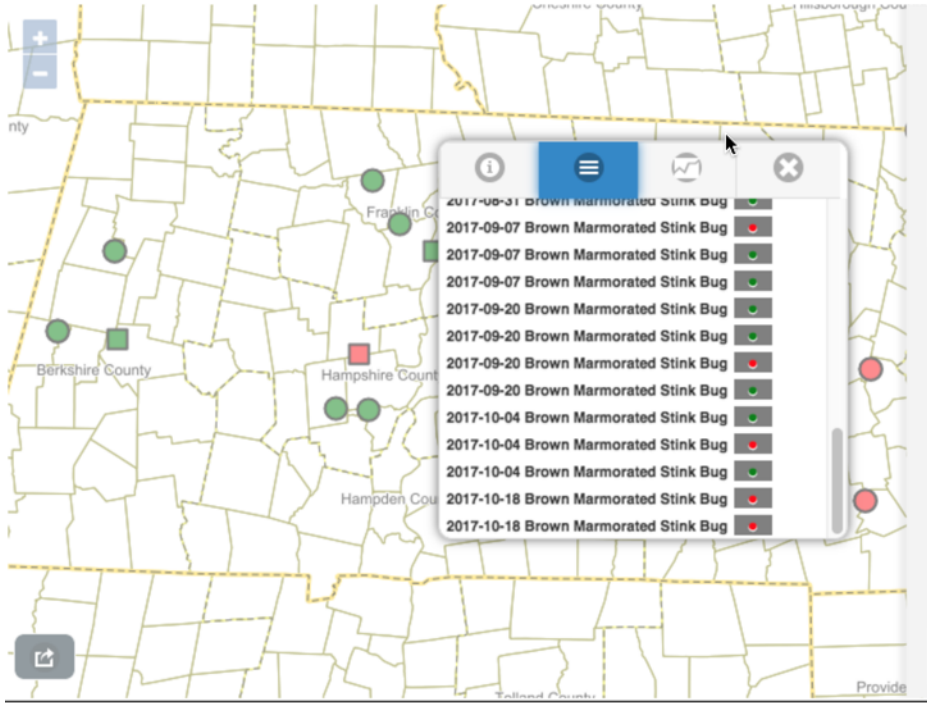 Cheshire County
Hillsborough Cou
nty
2017-08-31 Brown Marmorated Stink Bug
Franklin Co
2017-09-07 Brown Marmorated Stink Bug
2017-09-07 Brown Marmorated Stink Bug
2017-09-07 Brown Marmorated Stink Bug
2017-09-20 Brown Marmorated Stink Bug
2017-09-20 Brown Marmorated Stink Bug
2017-09-20 Brown Marmorated Stink Bug
2017-09-20 Brown Marmorated Stink Bug
Berkshire County
Hampshire Count
2017-10-04 Brown Marmorated Stink Bug
2017-10-04 Brown Marmorated Stink Bug
2017-10-04 Brown Marmorated Stink Bug
Hampden Cou
2017-10-18 Brown Marmorated Stink Bug
2017-10-18 Brown Marmorated Stink Bug
Tolland County
Provide